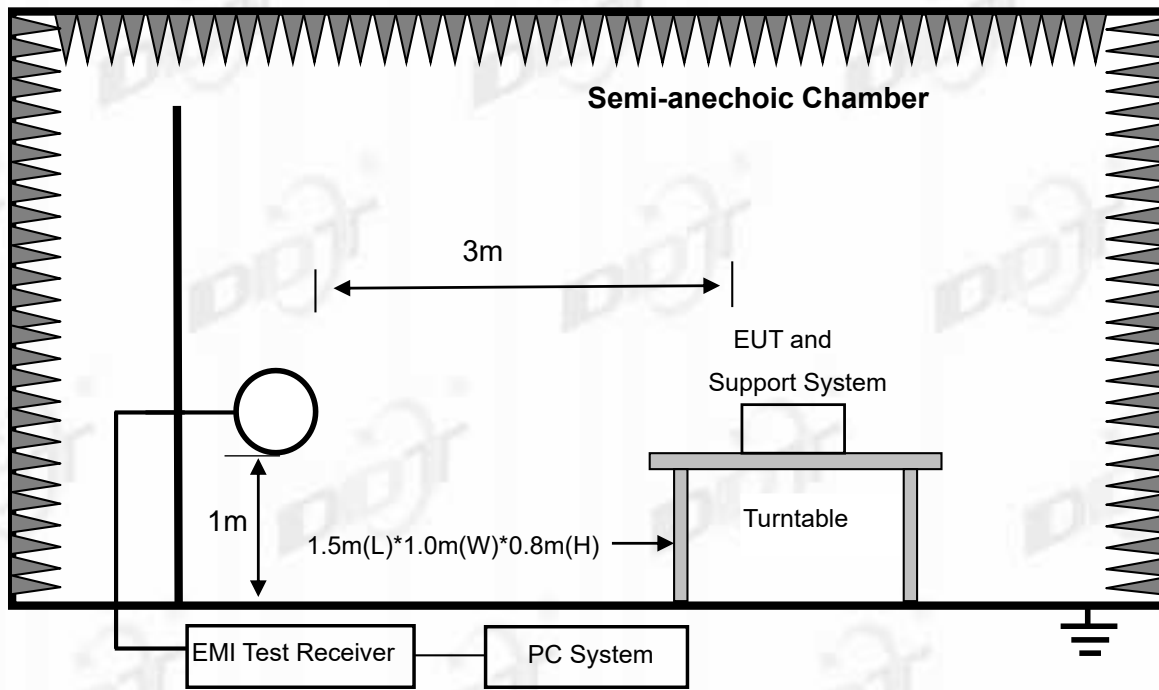 Semi-anechoic Chamber
3m
EUT and
Support System
1m
1.5m(L)*1.0m(W)*0.8m(H)
Turntable
EMI Test Receiver
PC System